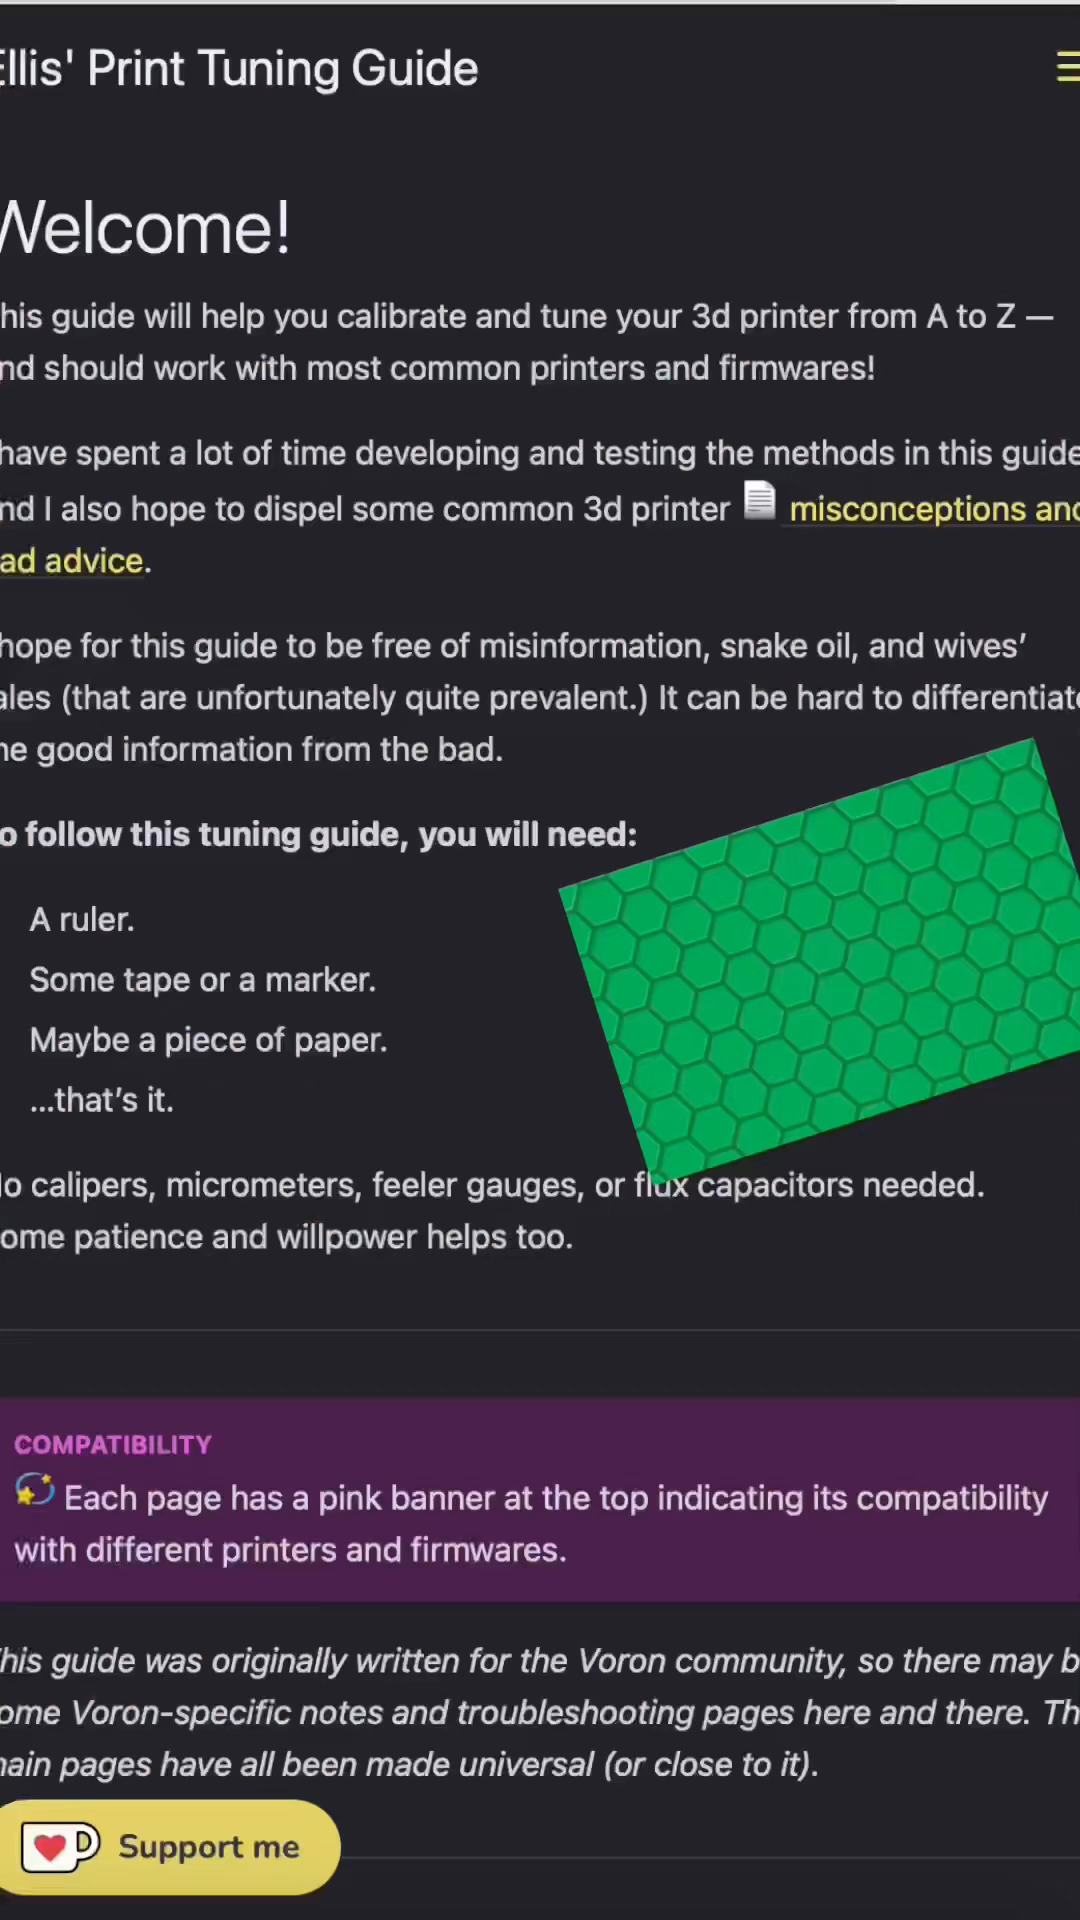 Ellis' Print Tuning Guide
Welcome!
his guide will help you calibrate and tune your 3d printer from A to Z —
nd should work with most common printers and firmwares!
have spent a lot of time developing and testing the methods in this guide
nd I also hope to dispel some common 3d printer misconceptions and
ad advice.
hope for this guide to be free of misinformation, snake oil, and wives’
ales (that are unfortunately quite prevalent.) It can be hard to differentiate
he good information from the bad.
o follow this tuning guide, you will need:
A ruler.
Some tape or a marker.
Maybe a piece of paper.
...that’s it.
No calipers, micrometers, feeler gauges, or flux capacitors needed.
ome patience and willpower helps too.
COMPATIBILITY
Each page has a pink banner at the top indicating its compatibility
with different printers and firmwares.
This guide was originally written for the Voron community, so there may b
ome Voron-specific notes and troubleshooting pages here and there. Th
main pages have all been made universal (or close to it).
Support me